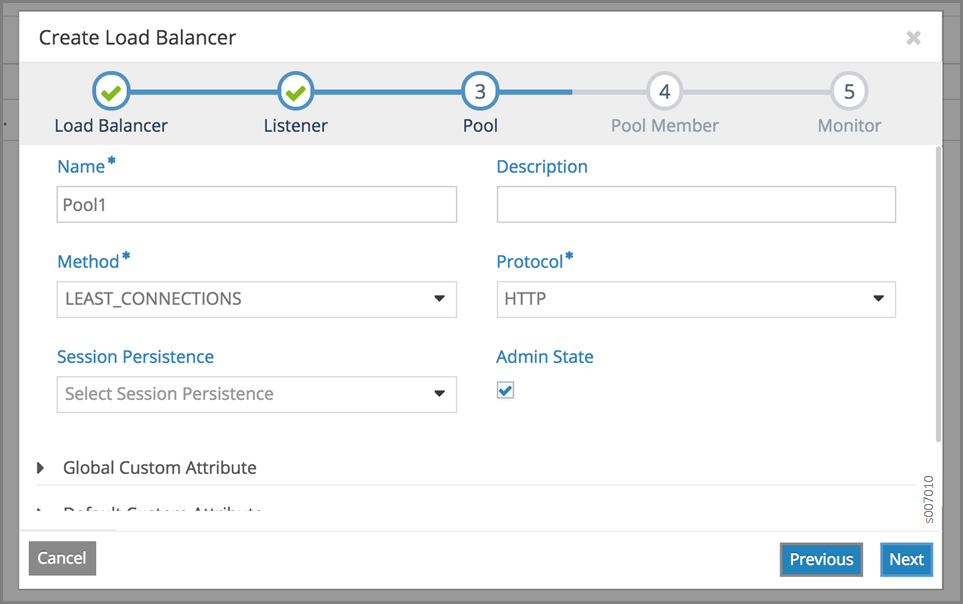 Create Load Balancer
3
4
5
Load Balancer
Listener
Pool
Pool Member
Monitor
Name*
Description
Pool1
Method*
Protocol*
LEAST_CONNECTIONS
HTTP
Session Persistence
Admin State
Select Session Persistence
Global Custom Attribute
Default Custom Attribute
s007010
Cancel
Previous
Next